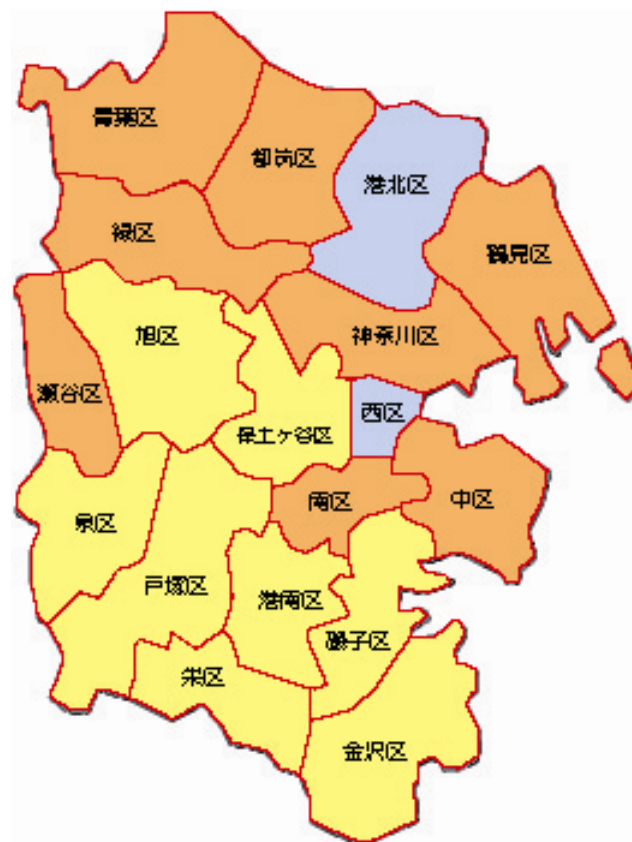 青葉区
都筑区
港北区
緑区
鶴見区
旭区
神奈川区
瀬谷区
西区
保土ヶ谷区
南区
中区
泉区
戸塚区
港南区
磯子区
栄区
金沢区